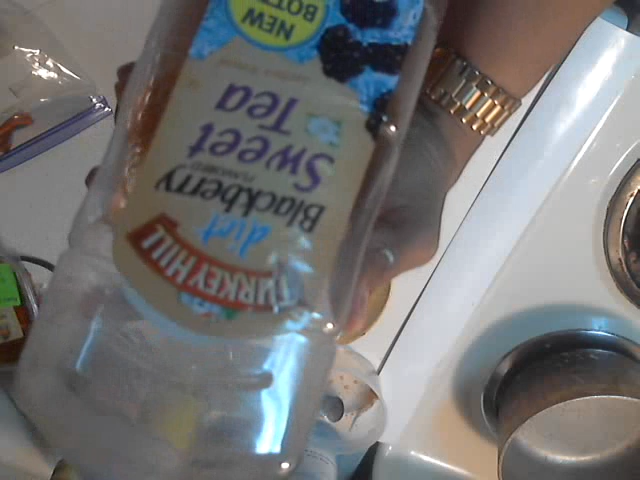 TURKEY HILL
diet
Blackberry
FLAVORED
Sweet
Tea
NEW